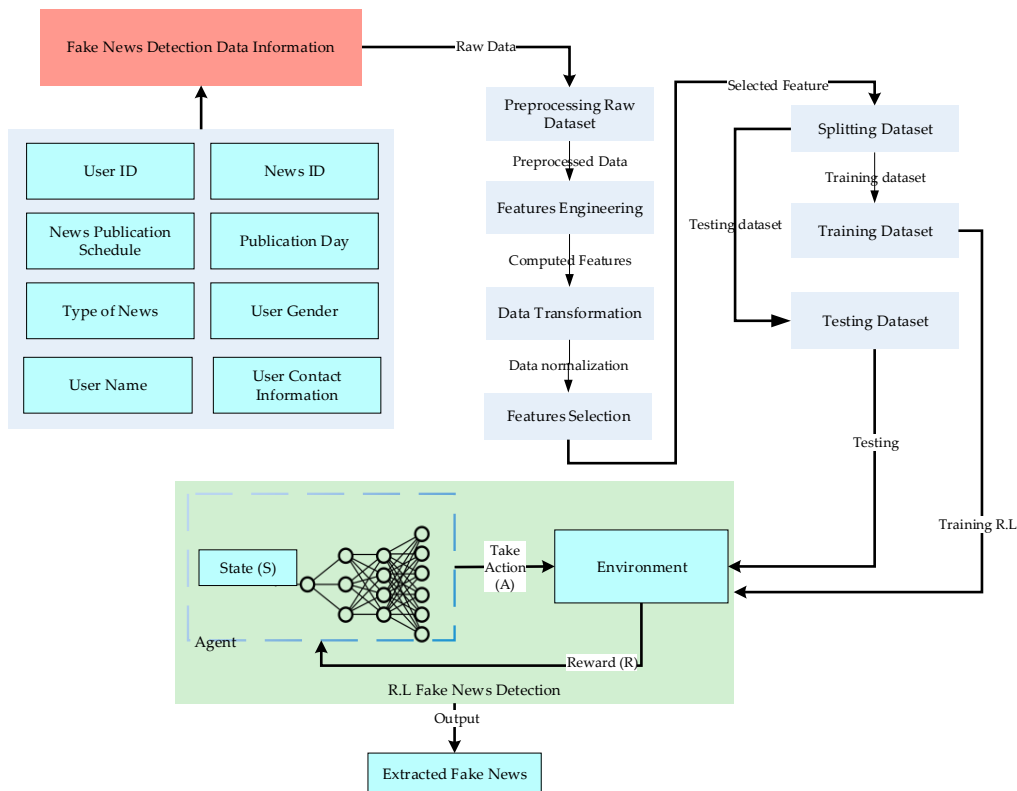 Fake News Detection Data Information
Raw Data
User ID
News ID
News Publication
Schedule
Publication Day
Type of News
User Gender
User Name
User Contact
Information
Preprocessing Raw
Dataset
Preprocessed Data
Features Engineering
Computed Features
Data Transformation
Data normalization
Features Selection
Selected Feature
Splitting Dataset
Training dataset
Testing dataset
Training Dataset
Testing Dataset
Testing
Training R.L
State (S)
Agent
Take
Action
(A)
Environment
Reward (R)
R.L Fake News Detection
Output
Extracted Fake News